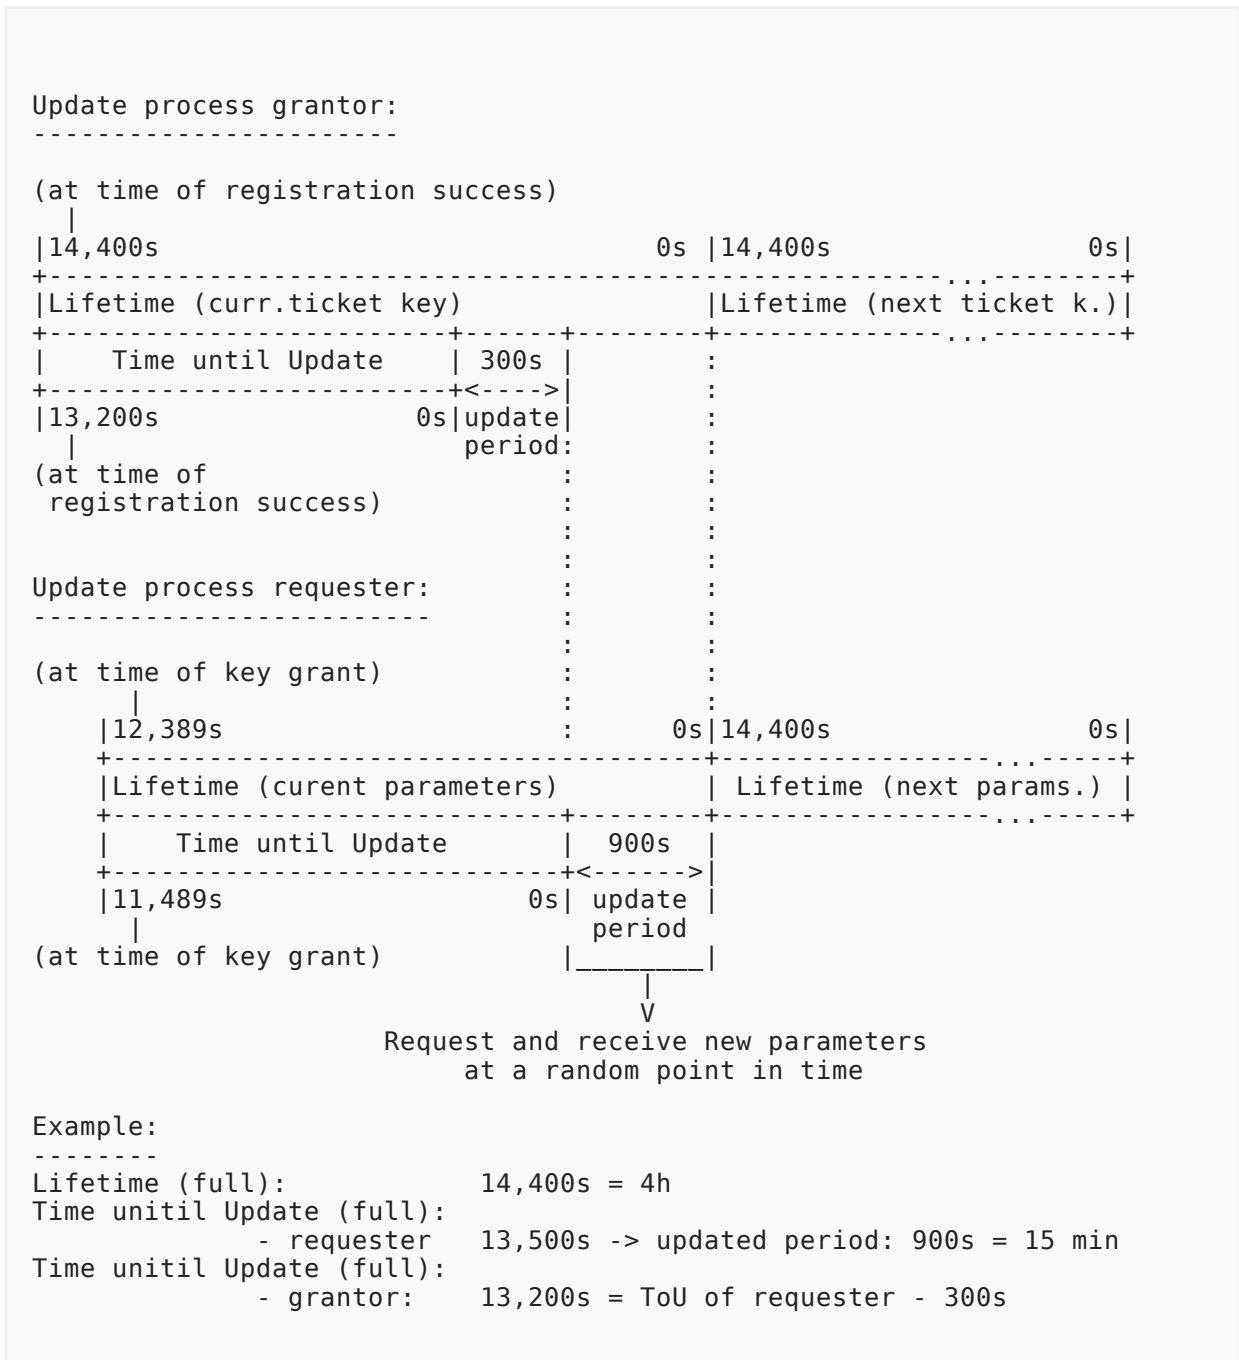 Update process grantor:
-----------------------
(at time of registration success)
  |
|14,400s                               0s |14,400s                0s|
+--------------------------------------------------------...--------+
|Lifetime (curr.ticket key)               |Lifetime (next ticket k.)|
+-------------------------+------+--------+--------------...--------+
|    Time until Update    | 300s |        :
+-------------------------+<---->|        :
|13,200s                0s|update|        :
  |                        period:        :
(at time of                      :        :
 registration success)           :        :
                                 :        :
                                 :        :
Update process requester:        :        :
-------------------------        :        :
                                 :        :
(at time of key grant)           :        :
      |                          :        :
    |12,389s                     :      0s|14,400s                0s|
    +-------------------------------------+-----------------...-----+
    |Lifetime (curent parameters)         | Lifetime (next params.) |
    +----------------------------+--------+-----------------...-----+
    |    Time until Update       |  900s  |
    +----------------------------+<------>|
    |11,489s                   0s| update |
      |                            period
(at time of key grant)           |________|
                                      |
                                      V
                      Request and receive new parameters
                           at a random point in time
Example:
--------
Lifetime (full):            14,400s = 4h
Time unitil Update (full):
              - requester   13,500s -> updated period: 900s = 15 min
Time unitil Update (full):
              - grantor:    13,200s = ToU of requester - 300s